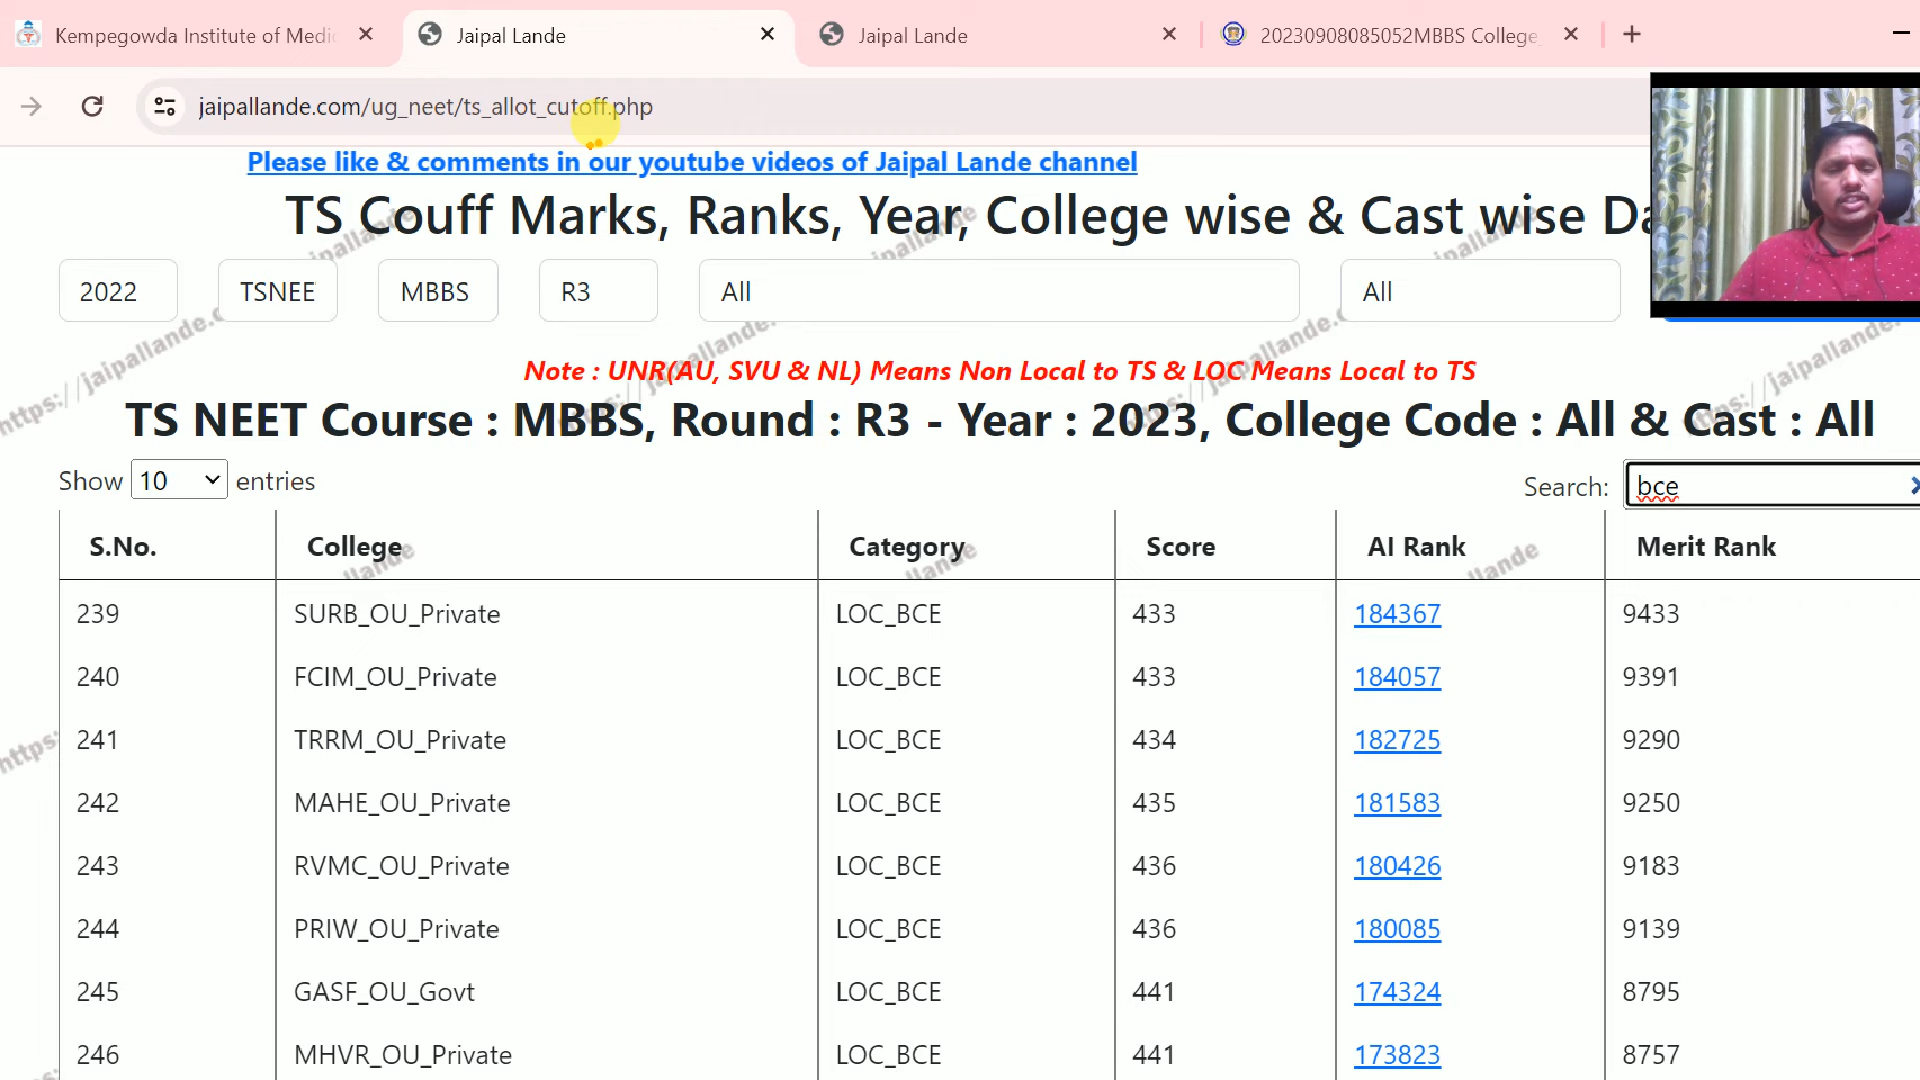 Kempegowda Institute of Medi
Jaipal Lande
Jaipal Lande
20230908085052MBBS College
jaipallande.com/ug_neet/ts_allot_cutoff.php
Please like & comments in our youtube videos of Jaipal Lande channel
TS Couff Marks, Ranks, Year, College wise & Cast wise Da
2022 TSNEE MBBS R3 All All
Note : UNR(AU, SVU & NL) Means Non Local to TS & LOC Means Local to TS
TS NEET Course : MBBS, Round : R3 - Year : 2023, College Code : All & Cast : All
Show 10 entries
Search: bce
S.No. College Category Score AI Rank Merit Rank
239 SURB_OU_Private LOC_BCE 433 184367 9433
240 FCIM_OU_Private LOC_BCE 433 184057 9391
241 TRRM_OU_Private LOC_BCE 434 182725 9290
242 MAHE_OU_Private LOC_BCE 435 181583 9250
243 RVMC_OU_Private LOC_BCE 436 180426 9183
244 PRIW_OU_Private LOC_BCE 436 180085 9139
245 GASF_OU_Govt LOC_BCE 441 174324 8795
246 MHVR_OU_Private LOC_BCE 441 173823 8757